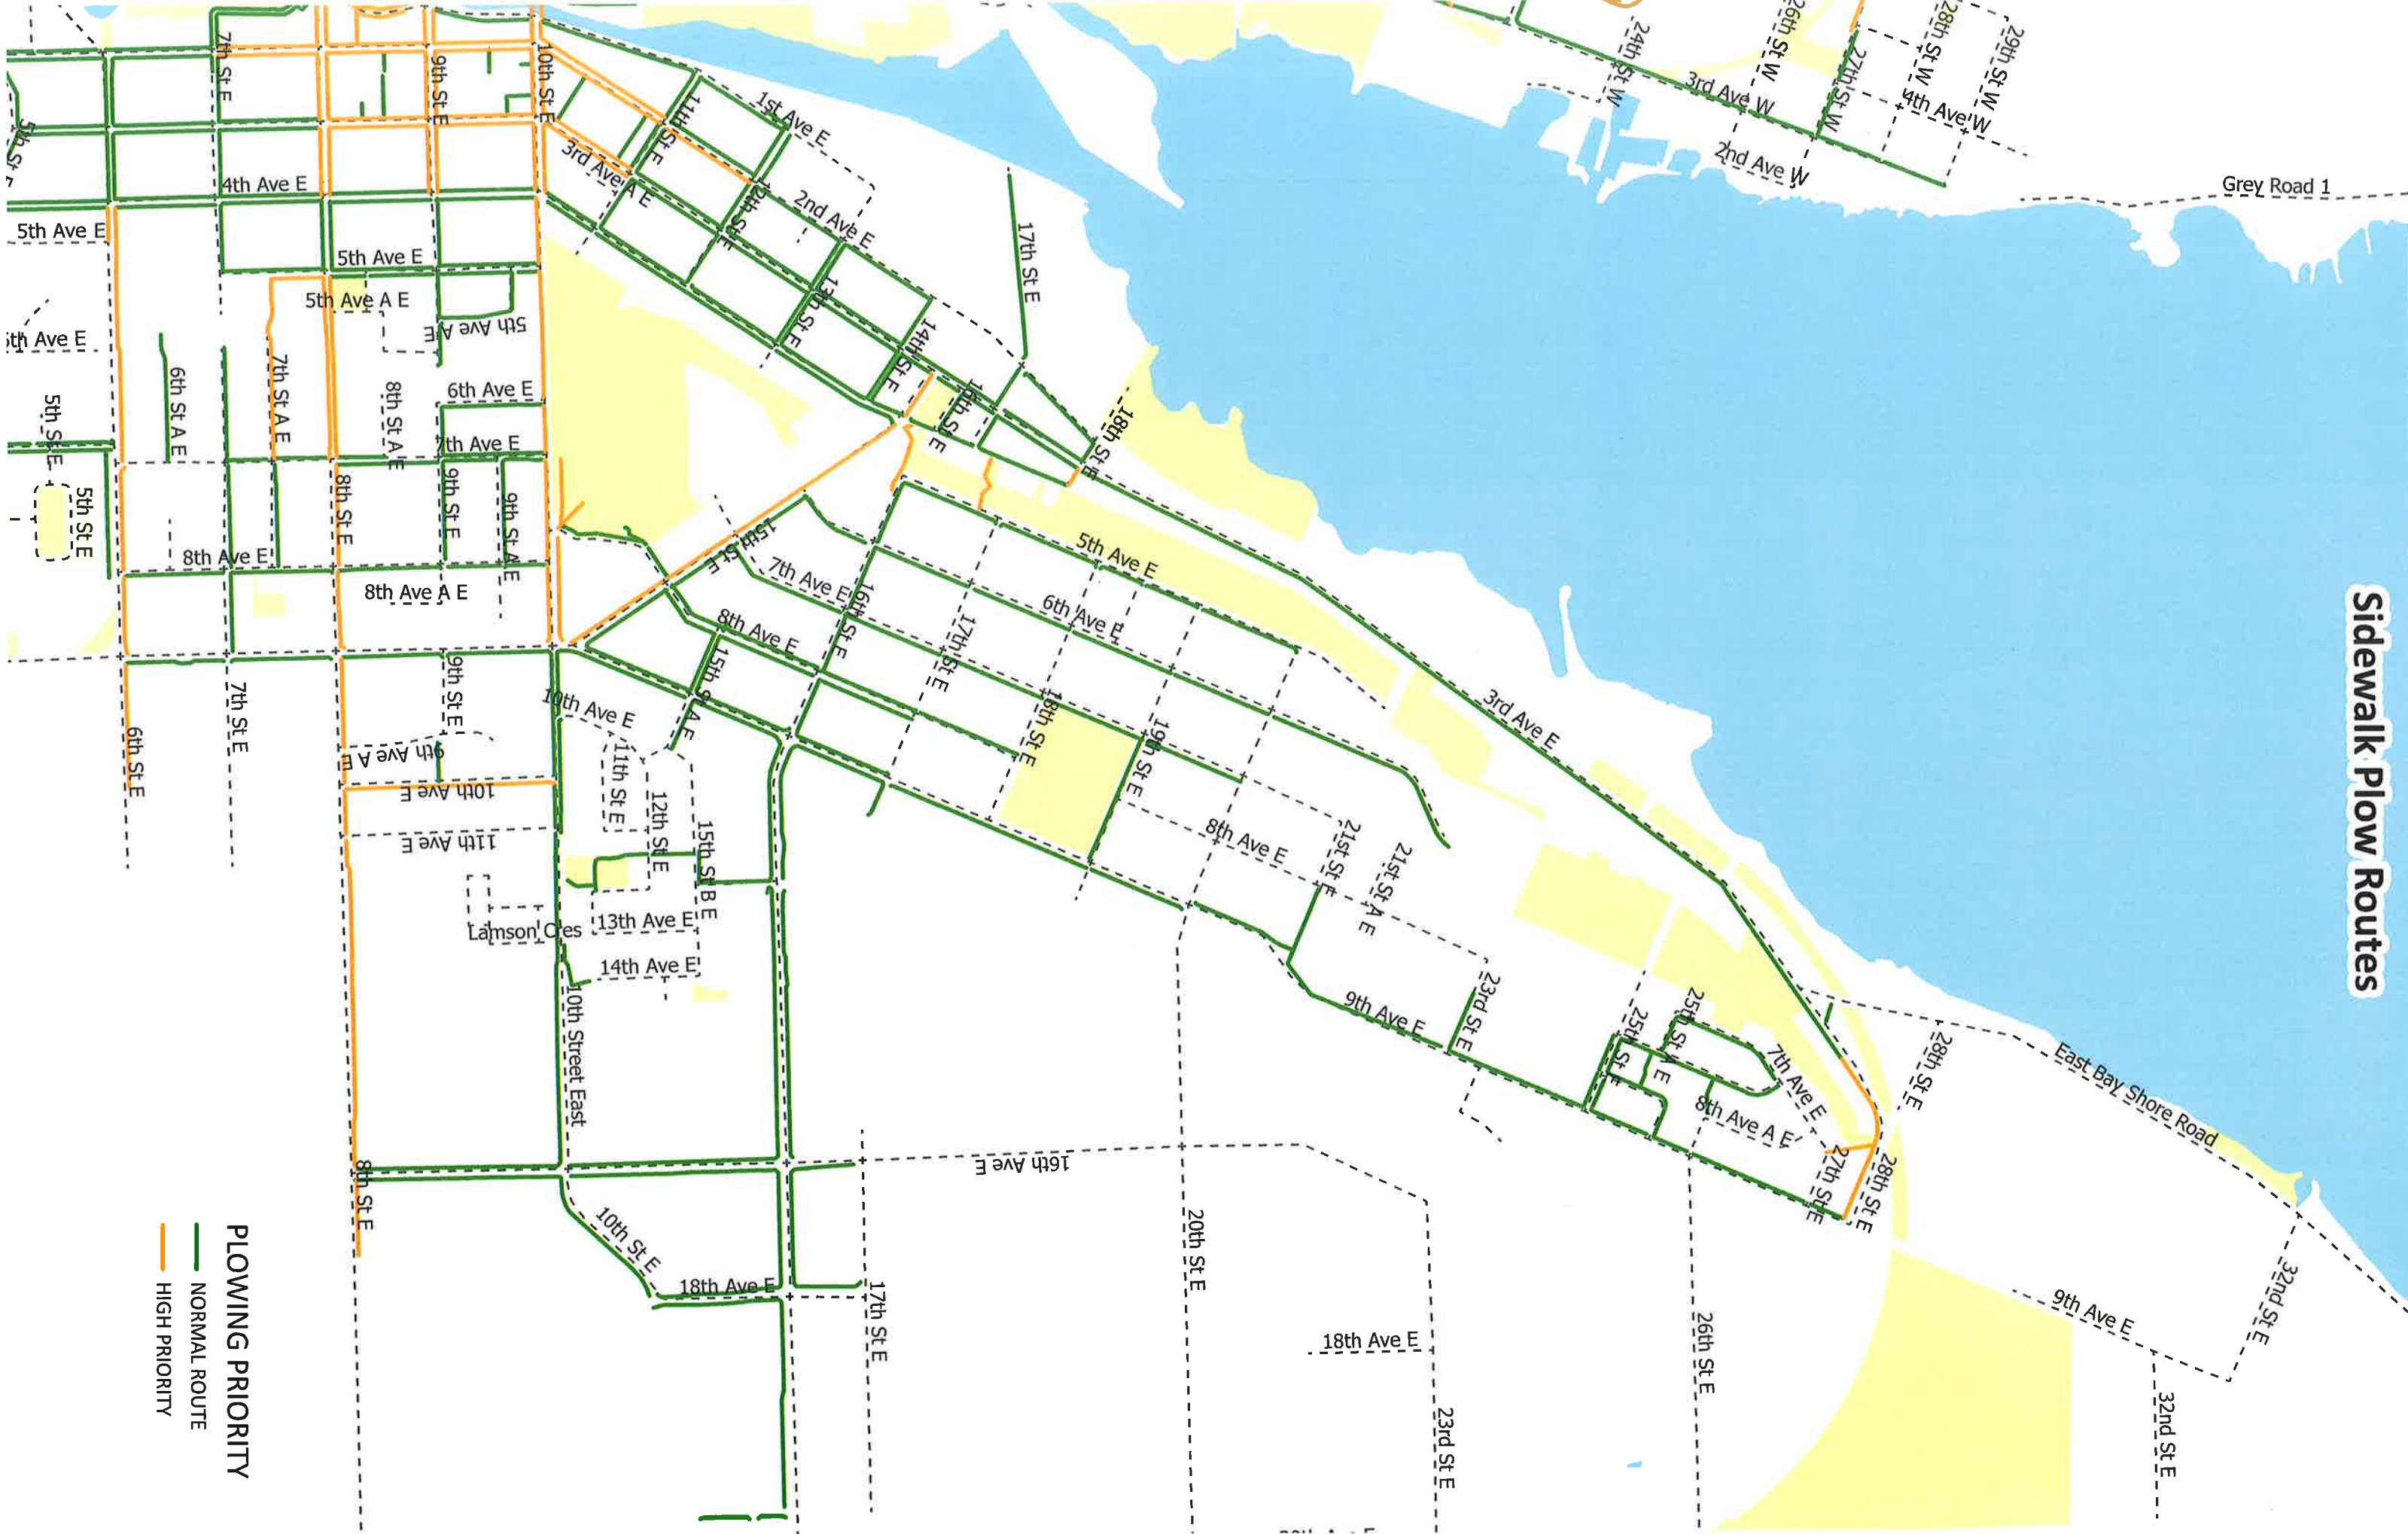 Sidewalk Plow Routes
24th St W
26th St W
27th St W
28th St W
29th St W
3rd Ave W
4th Ave W
2nd Ave W
Grey Road 1
7th St E
9th St E
10th St E
11th St E
1st Ave E
5th St E
3rd Ave A E
4th Ave E
12th St E
2nd Ave E
17th St E
5th Ave E
5th Ave E
5th Ave A E
5th Ave A E
13th St E
14th St E
5th St E
6th St A E
7th St A E
8th St A E
6th Ave E
7th Ave E
16th St E
18th St E
5th St E
8th St E
9th St E
9th St A E
15th St E
5th Ave E
8th Ave E
8th Ave A E
7th Ave E
16th St E
6th Ave E
8th Ave E
17th St E
15th St A E
9th St E
7th St E
6th St E
10th Ave E
18th St E
19th St E
3rd Ave E
9th Ave A E
10th Ave E
11th Ave E
11th St E
12th St E
15th St B E
8th Ave E
21st St E
21st St A E
Lamson Cres
13th Ave E
14th Ave E
10th Street East
9th Ave E
23rd St E
25th St E
25th St A E
7th Ave E
8th Ave A E
28th St E
East Bay Shore Road
27th St E
28th St E
16th Ave E
8th St E
10th St E
18th Ave E
17th St E
20th St E
18th Ave E
23rd St E
26th St E
9th Ave E
32nd St E
32nd St E
PLOWING PRIORITY
NORMAL ROUTE
HIGH PRIORITY